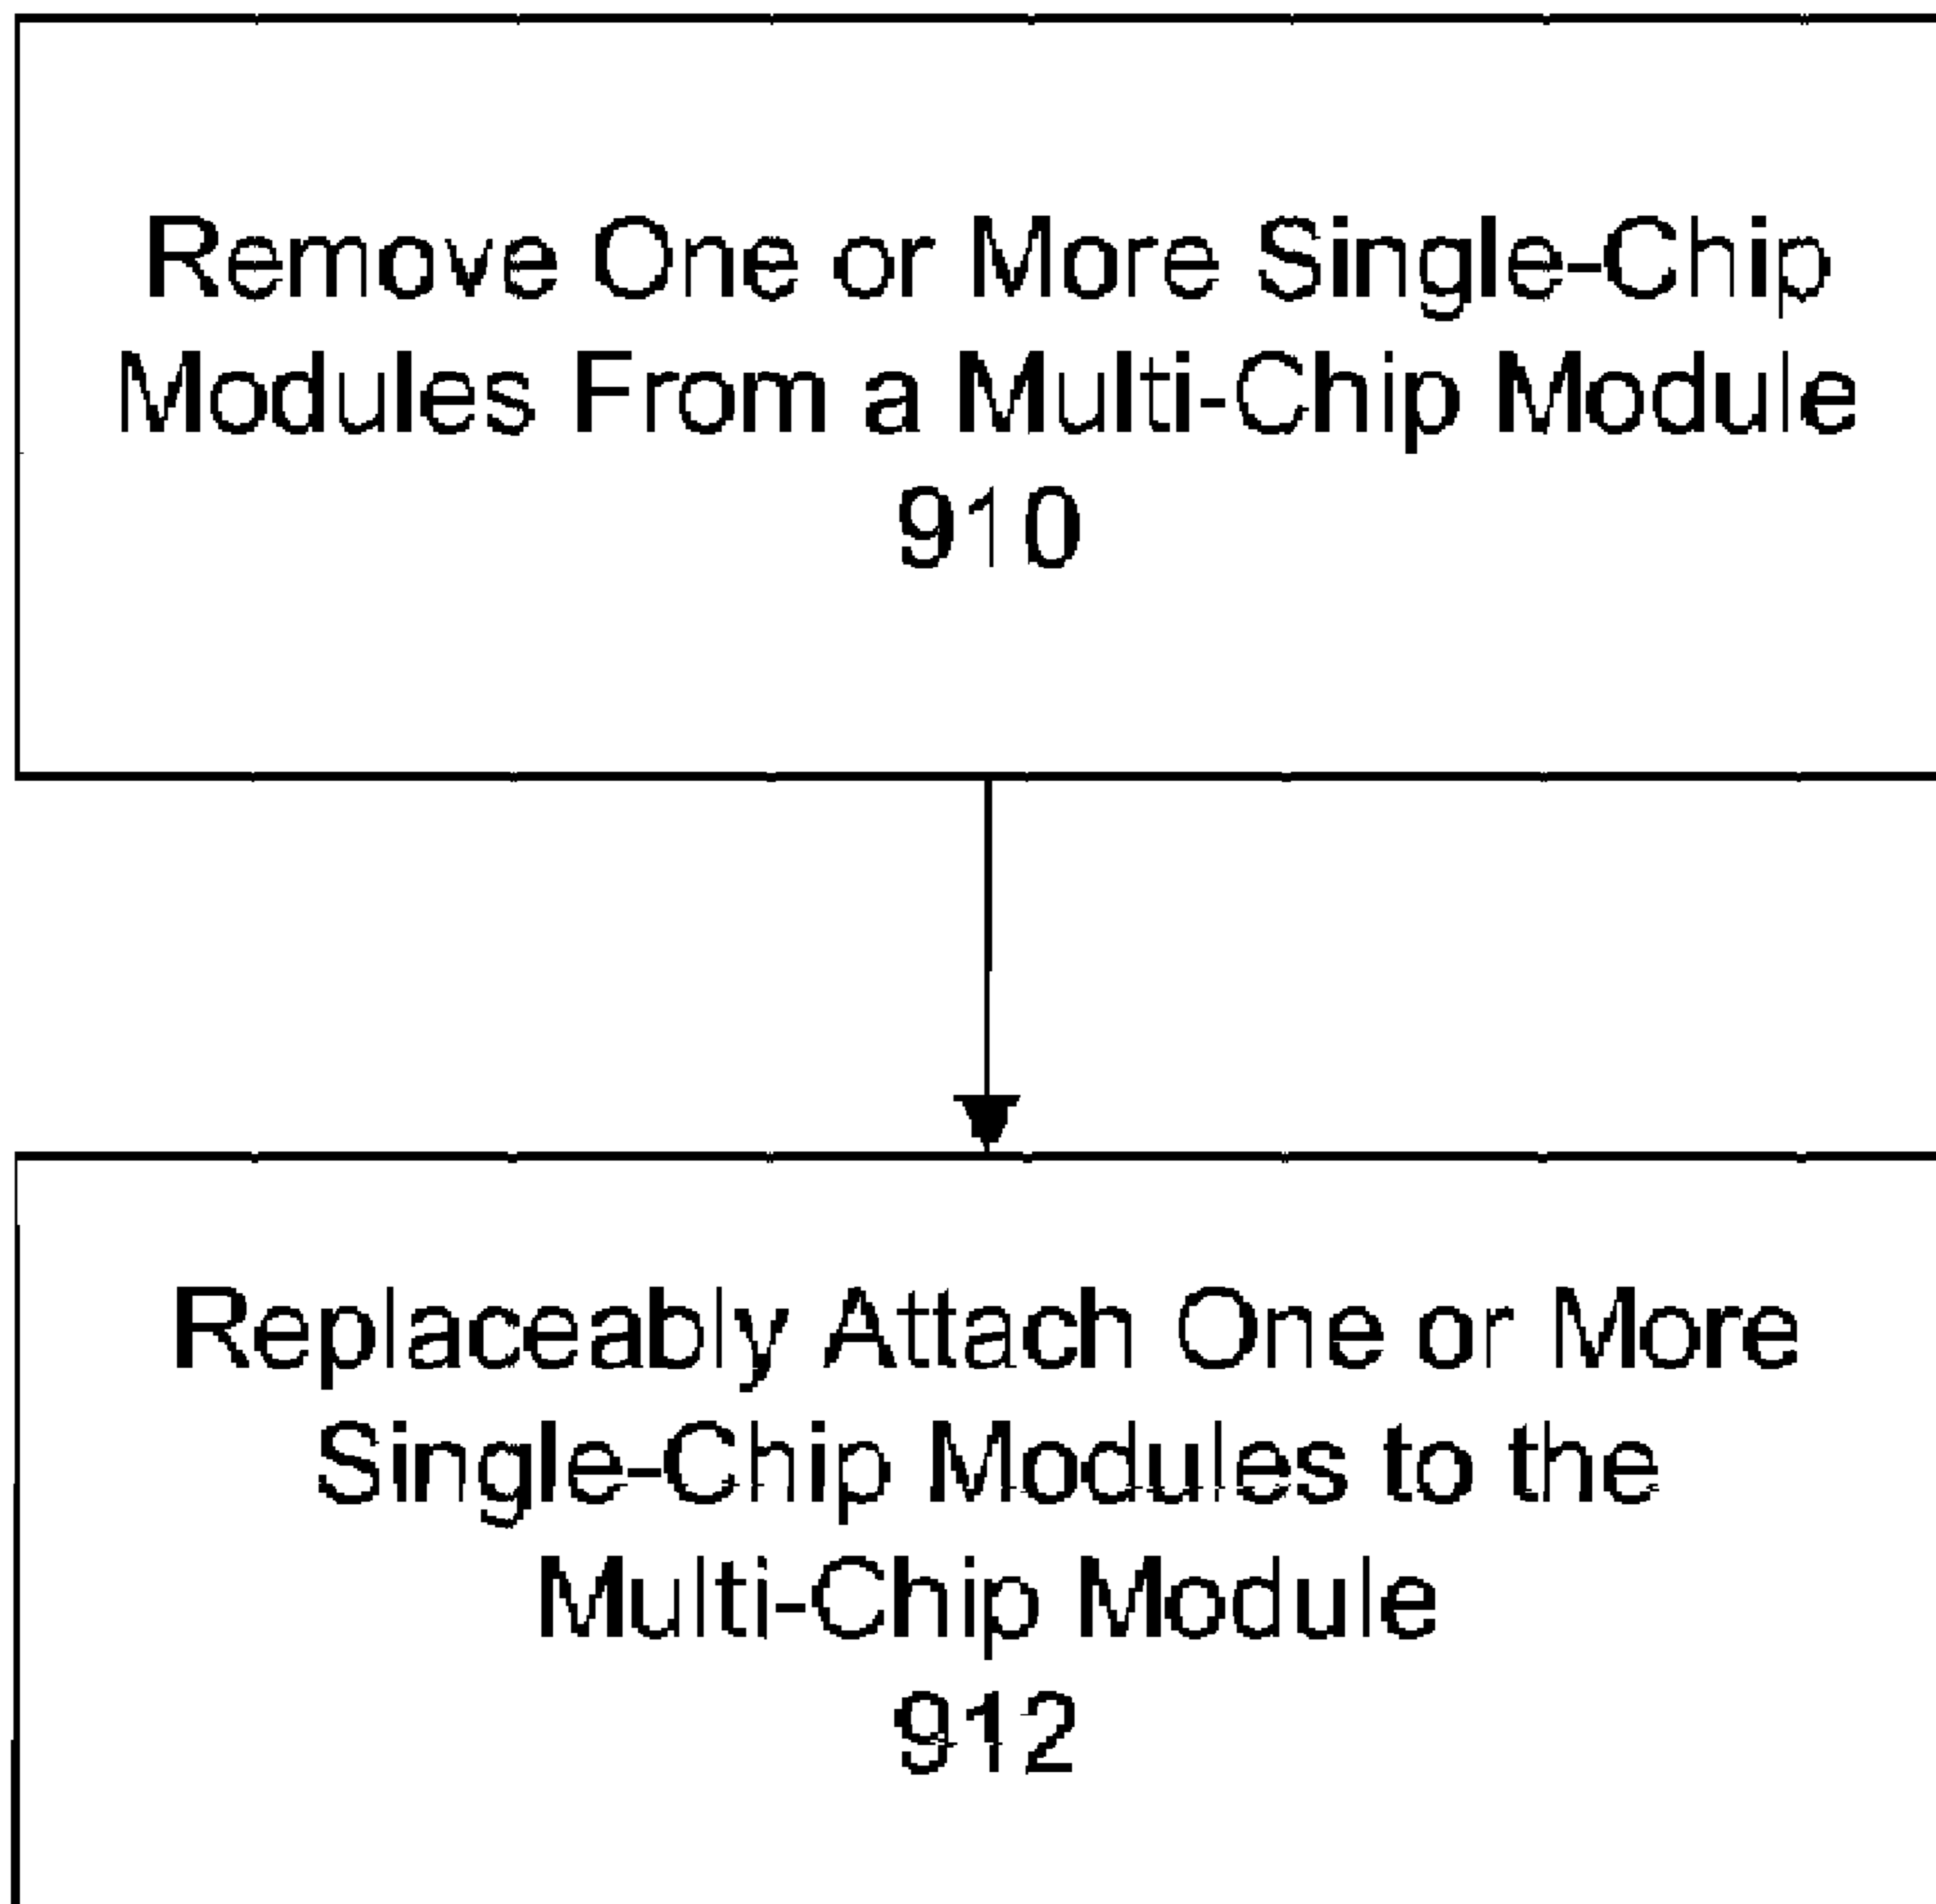 Remove One or More Single-Chip
Modules From a Multi-Chip Module
910
Replaceably Attach One or More
Single-Chip Modules to the
Multi-Chip Module
912